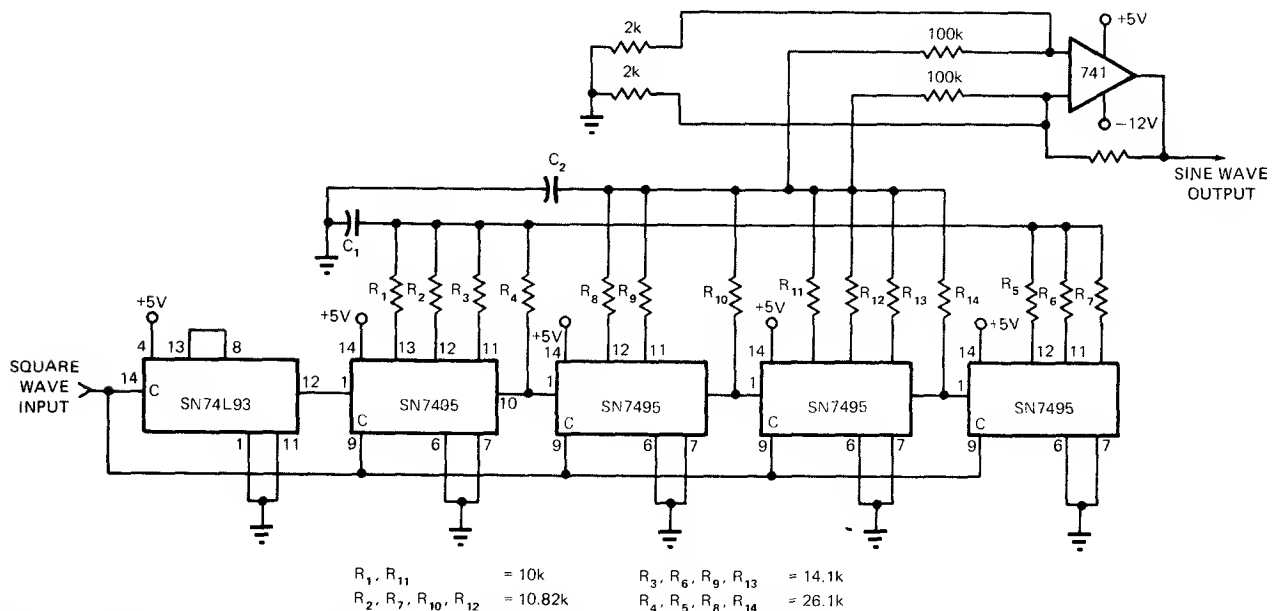 +5V
2k
100k
741
2k
100k
−12V
SINE WAVE
OUTPUT
C2
C1
R1 R2 R3 R4 R8 R9 R10 R11 R12 R13 R14 R5 R6 R7
+5V +5V +5V +5V +5V
SQUARE
WAVE
INPUT
4 13 8
14 C
SN74L93
12
1 11
14 13 12 11
1
SN7495
10
C
9 6 7
14 12 11
1
SN7495
C
9 6 7
14
1
SN7495
C
9 6 7
14 12 11
1
SN7495
C
9 6 7
R1, R11 = 10k
R2, R7, R10, R12 = 10.82k
R3, R6, R9, R13 = 14.1k
R4, R5, R8, R14 = 26.1k